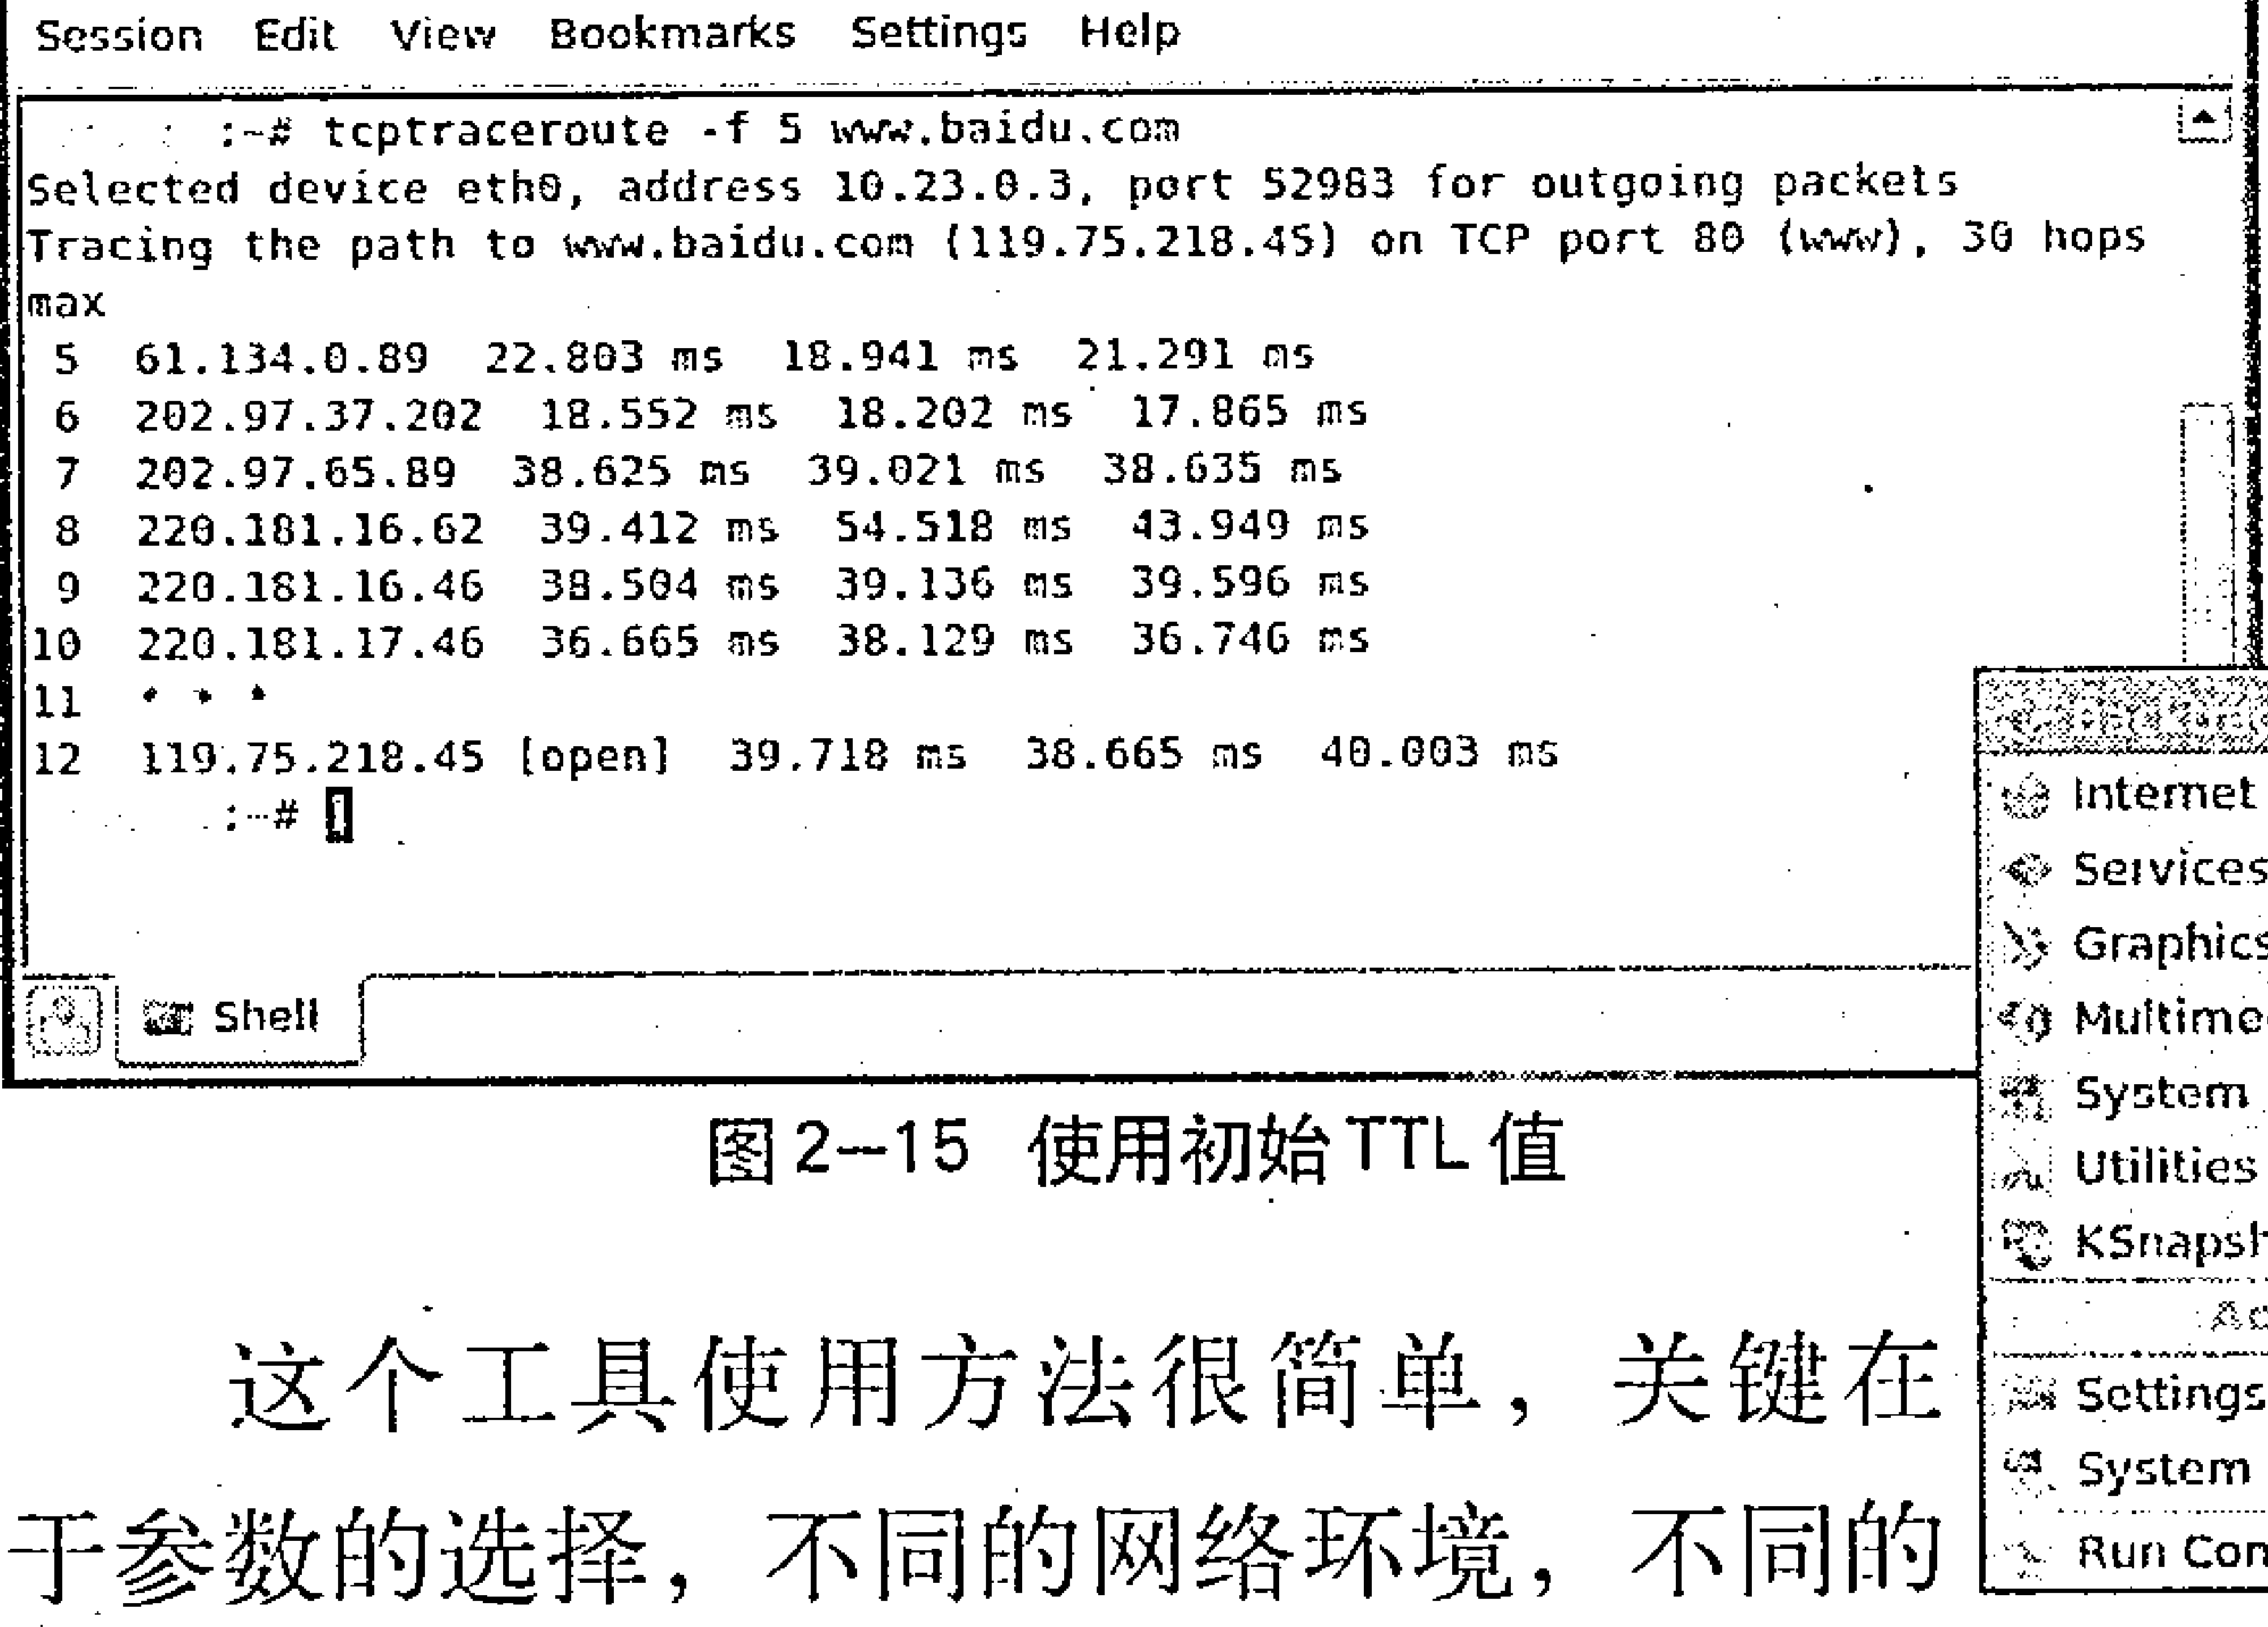 Session Edit View Bookmarks Settings Help
:~# tcptraceroute -f 5 www.baidu.com
Selected device eth0, address 10.23.0.3, port 52983 for outgoing packets
Tracing the path to www.baidu.com (119.75.218.45) on TCP port 80 (www), 30 hops
max
5 61.134.0.89 22.803 ms 18.941 ms 21.291 ms
6 202.97.37.202 18.552 ms 18.202 ms 17.865 ms
7 202.97.65.89 38.625 ms 39.021 ms 38.635 ms
8 220.181.16.62 39.412 ms 54.518 ms 43.949 ms
9 220.181.16.46 38.504 ms 39.136 ms 39.596 ms
10 220.181.17.46 36.665 ms 38.129 ms 36.746 ms
11 * * *
12 119.75.218.45 [open] 39.718 ms 38.665 ms 40.003 ms
:~#
Shell
Internet
Services
Graphics
Multime
System
Utilities
KSnapsh
Ac
Settings
System
Run Con
图2-15 使用初始TTL值
这个工具使用方法很简单，关键在
于参数的选择，不同的网络环境，不同的